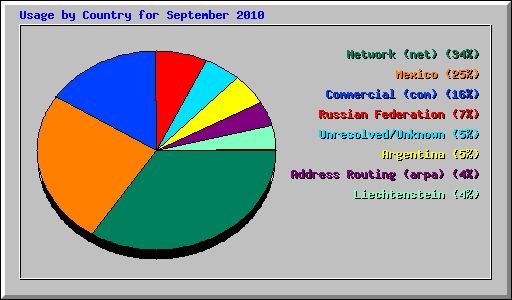 Usage by Country for September 2010
Network (net) (34%)
Mexico (25%)
Commercial (com) (16%)
Russian Federation (7%)
Unresolved/Unknown (5%)
Argentina (5%)
Address Routing (arpa) (4%)
Liechtenstein (4%)